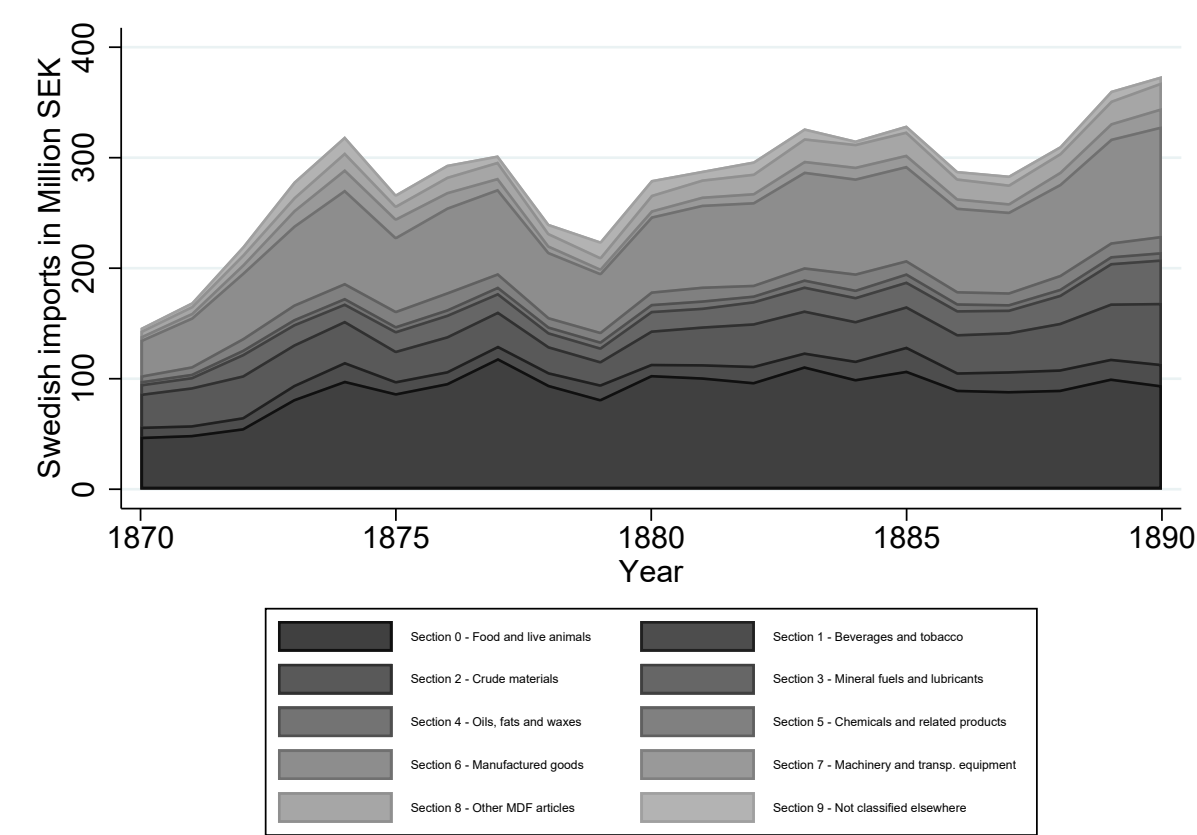 Swedish imports in Million SEK
400
300
200
100
0
1870 1875 1880 1885 1890
Year
Section 0 - Food and live animals Section 1 - Beverages and tobacco
Section 2 - Crude materials Section 3 - Mineral fuels and lubricants
Section 4 - Oils, fats and waxes Section 5 - Chemicals and related products
Section 6 - Manufactured goods Section 7 - Machinery and transp. equipment
Section 8 - Other MDF articles Section 9 - Not classified elsewhere